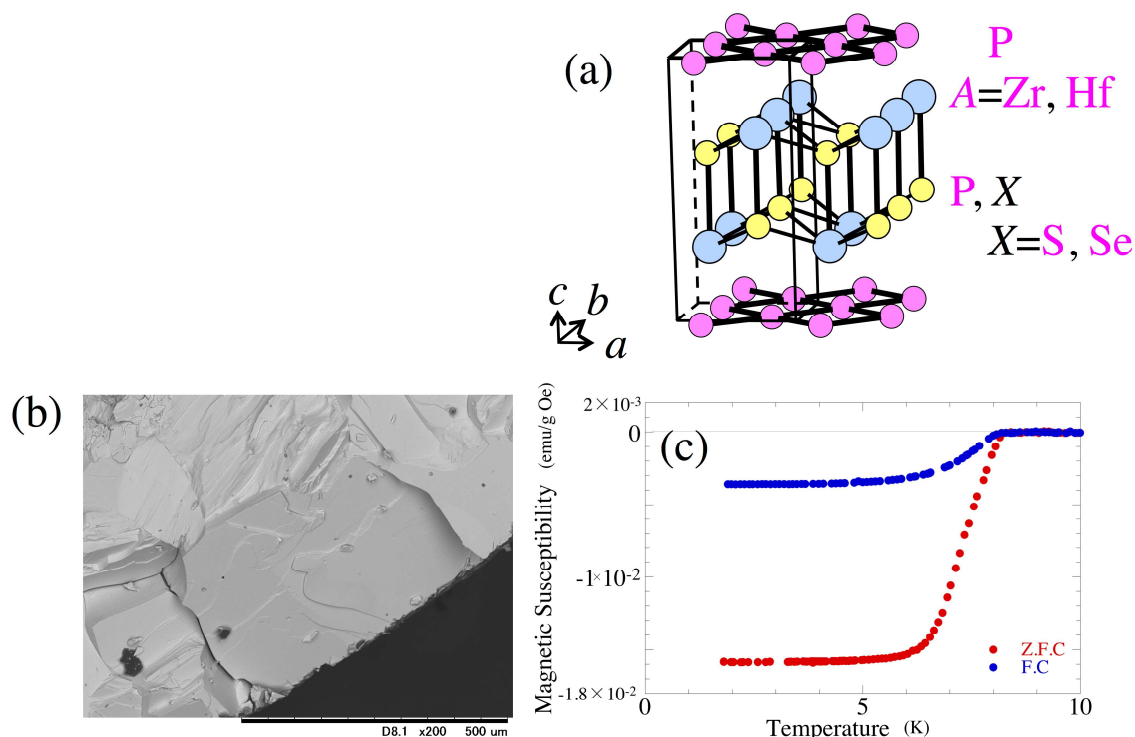 (a)
P
A=Zr, Hf
P, X
X=S, Se
c
b
a
(b)
D8.1 x200 500 um
(c)
Magnetic Susceptibility (emu/g Oe)
2×10-3
0
-1×10-2
-1.8×10-2
0
5
10
Temperature (K)
Z.F.C
F.C